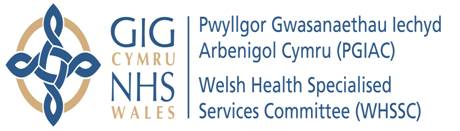 GIG
CYMRU
NHS
WALES
Pwyllgor Gwasanaethau Iechyd
Arbenigol Cymru (PGIAC)
Welsh Health Specialised
Services Committee (WHSSC)